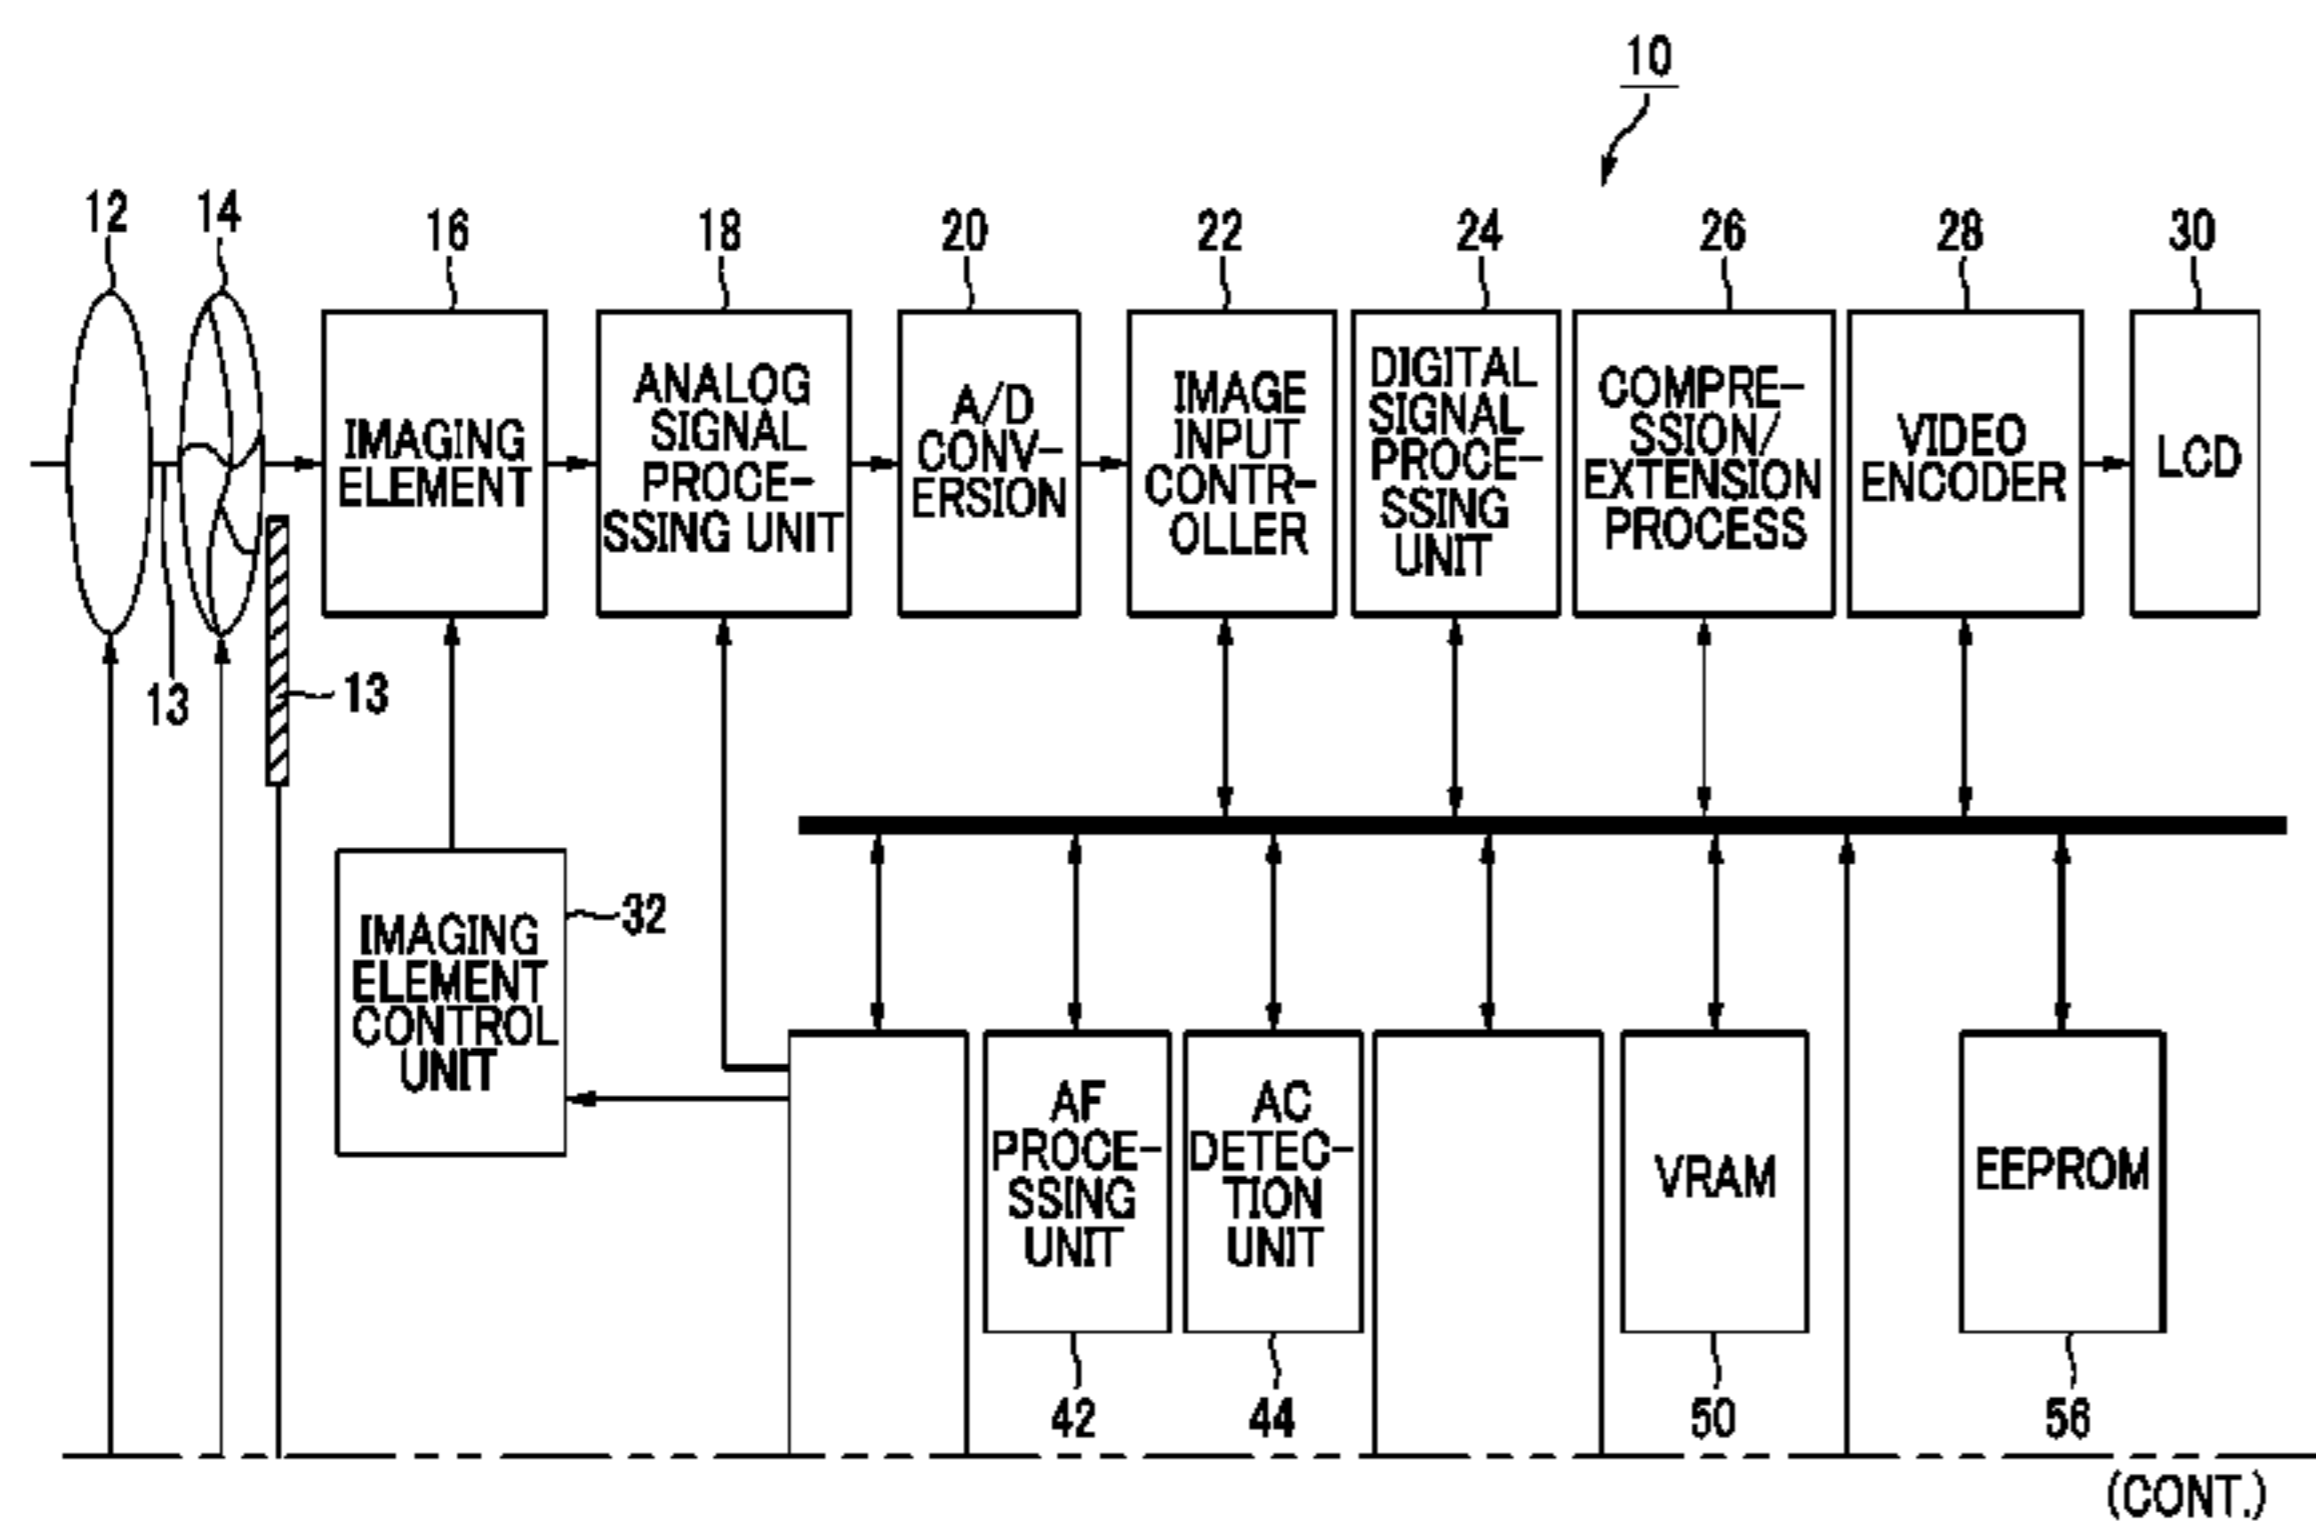 10
12
14
16
18
20
22
24
26
28
30
IMAGING
ELEMENT
ANALOG
SIGNAL
PROCE-
SSING UNIT
A/D
CONV-
ERSION
IMAGE
INPUT
CONTR-
OLLER
DIGITAL
SIGNAL
PROCE-
SSING
UNIT
COMPRE-
SSION/
EXTENSION
PROCESS
VIDEO
ENCODER
LCD
13
13
IMAGING
ELEMENT
CONTROL
UNIT
32
AF
PROCE-
SSING
UNIT
AC
DETEC-
TION
UNIT
VRAM
EEPROM
42
44
50
56
(CONT.)